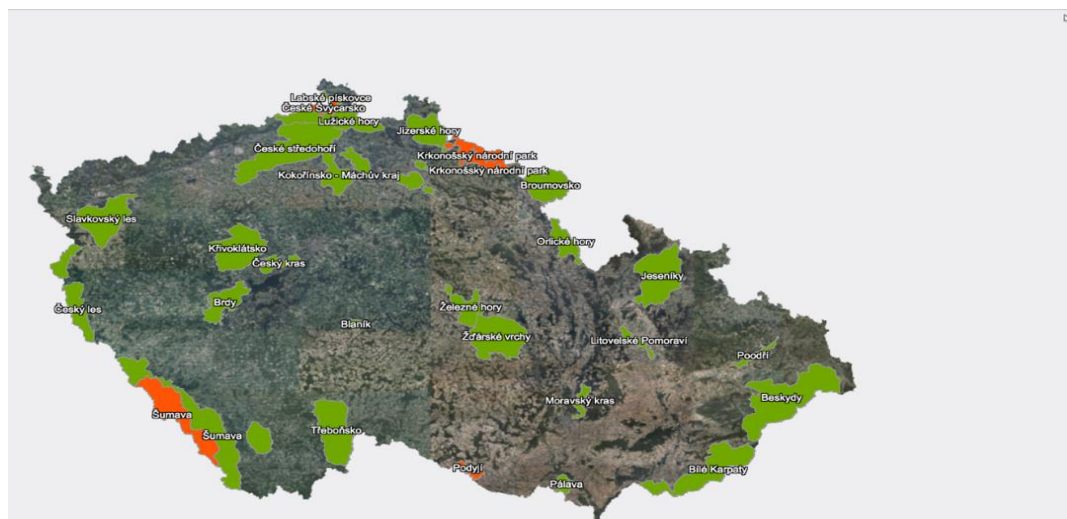 Labské pískovce
České Švýcarsko
Lužické hory
Jizerské hory
České středohoří
Krkonošský národní park
Kokořínsko - Máchův kraj
Krkonošský národní park
Broumovsko
Slavkovský les
Křivoklátsko
Orlické hory
Český kras
Jeseníky
Brdy
Český les
Železné hory
Blaník
Žďárské vrchy
Litovelské Pomoraví
Poodří
Beskydy
Moravský kras
Šumava
Šumava
Třeboňsko
Podyjí
Bílé Karpaty
Pálava